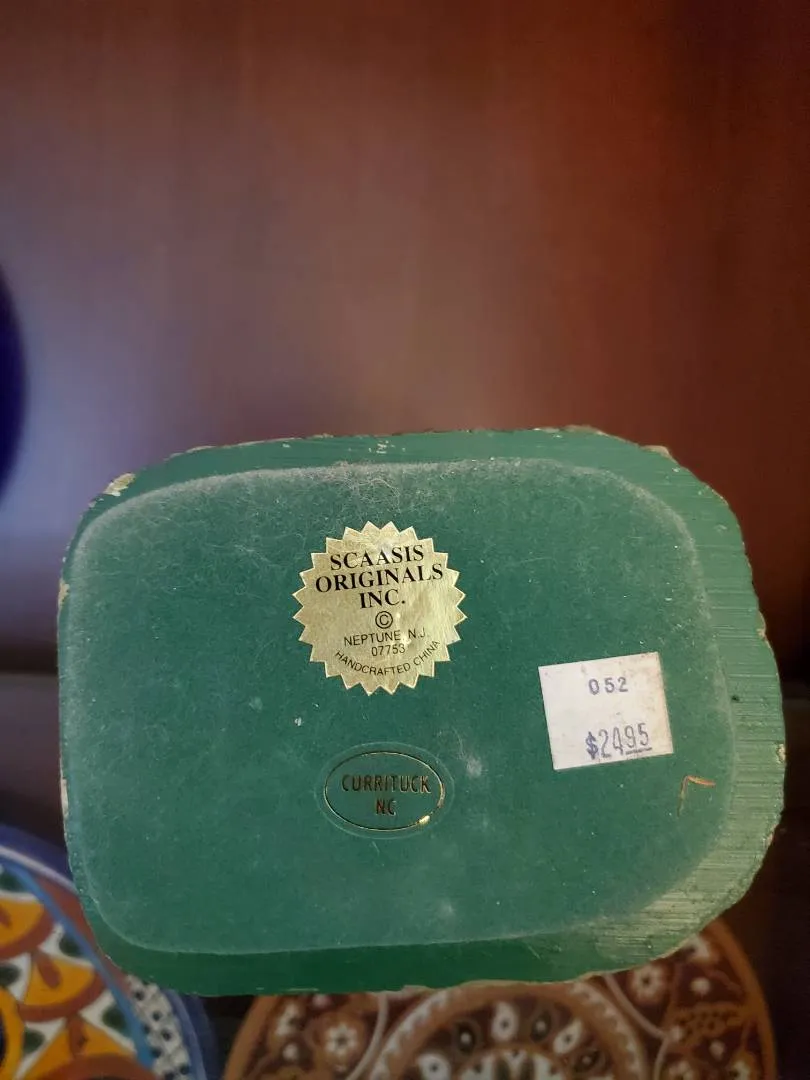 SCAASIS
ORIGINALS
INC.
©
NEPTUNE, N.J.
07753
HANDCRAFTED CHINA
052
$2495
CURRITUCK
NC